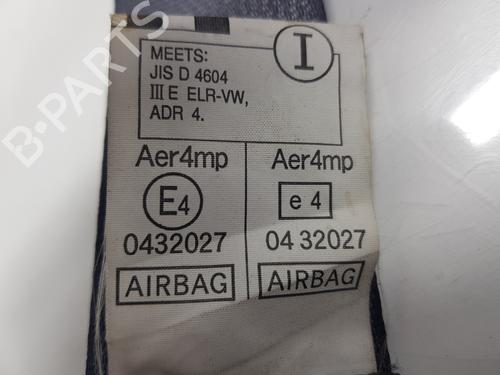 MEETS:
JIS D 4604
III E ELR-VW,
ADR 4.
I
Aer4mp
E4
0432027
AIRBAG
Aer4mp
e 4
04 32027
AIRBAG
B-PARTS